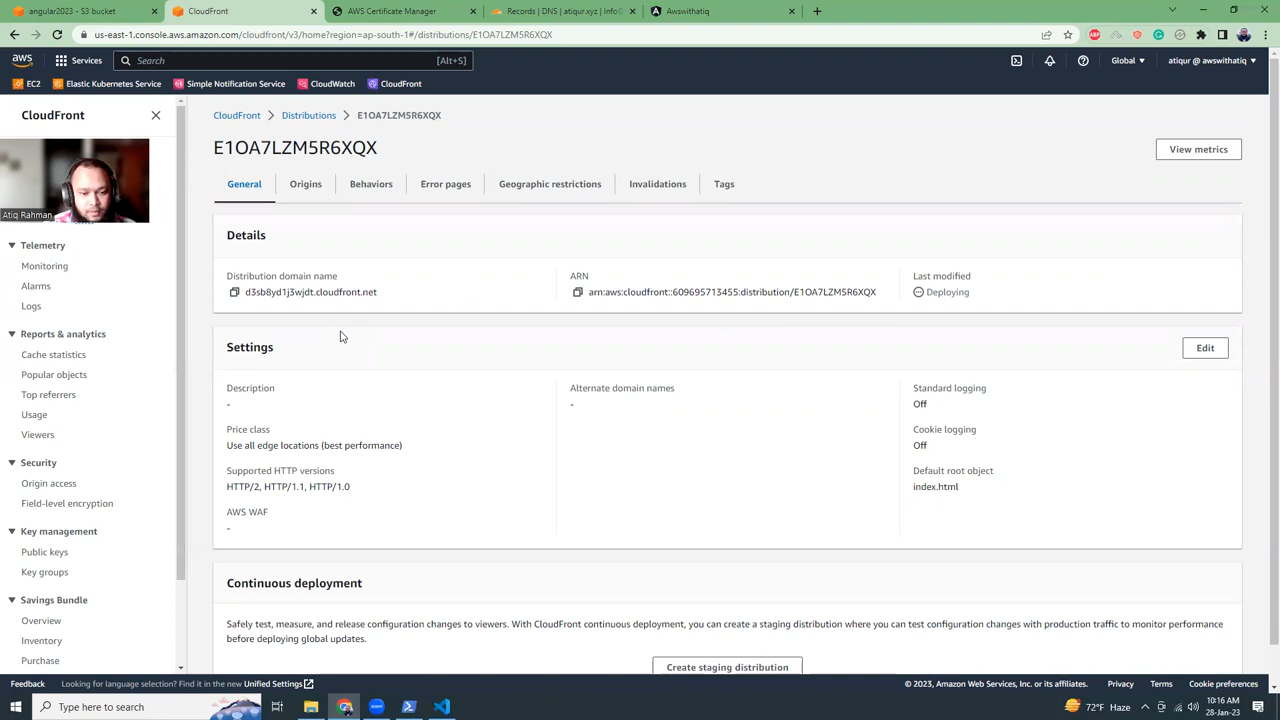 angular2023 - S3 bucket
CloudFront
AWS Certificate Manager
Records | DNS | atiqur.xyz | nfoG
Awswithatiq
us-east-1.console.aws.amazon.com/cloudfront/v3/home?region=ap-south-1#/distributions/E1OA7LZM5R6XQX
aws
Services
Search
[Alt+S]
Global
atiqur @ awswithatiq
EC2
Elastic Kubernetes Service
Simple Notification Service
CloudWatch
CloudFront
CloudFront
Atiq Rahman
Telemetry
Monitoring
Alarms
Logs
Reports & analytics
Cache statistics
Popular objects
Top referrers
Usage
Viewers
Security
Origin access
Field-level encryption
Key management
Public keys
Key groups
Savings Bundle
Overview
Inventory
Purchase
CloudFront > Distributions > E1OA7LZM5R6XQX
E1OA7LZM5R6XQX
View metrics
General
Origins
Behaviors
Error pages
Geographic restrictions
Invalidations
Tags
Details
Distribution domain name
d3sb8yd1j3wjdt.cloudfront.net
ARN
arn:aws:cloudfront::609695713455:distribution/E1OA7LZM5R6XQX
Last modified
Deploying
Settings
Edit
Description
-
Price class
Use all edge locations (best performance)
Supported HTTP versions
HTTP/2, HTTP/1.1, HTTP/1.0
AWS WAF
-
Alternate domain names
-
Standard logging
Off
Cookie logging
Off
Default root object
index.html
Continuous deployment
Safely test, measure, and release configuration changes to viewers. With CloudFront continuous deployment, you can create a staging distribution where you can test configuration changes with production traffic to monitor performance
before deploying global updates.
Create staging distribution
Feedback
Looking for language selection? Find it in the new Unified Settings
© 2023, Amazon Web Services, Inc. or its affiliates.
Privacy
Terms
Cookie preferences
Type here to search
72°F Haze
10:16 AM
28-Jan-23